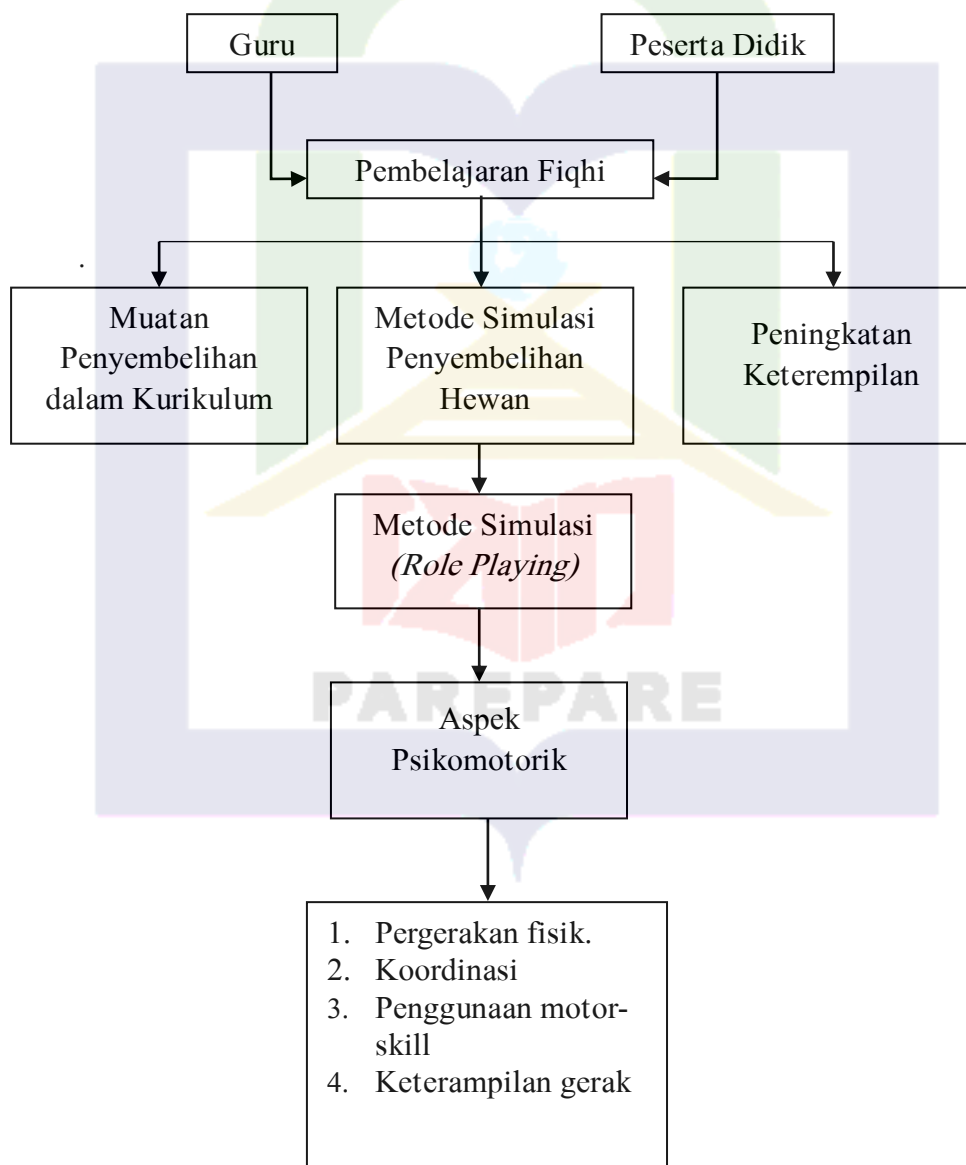 Guru
Peserta Didik
Pembelajaran Fiqhi
.
Muatan
Penyembelihan
dalam Kurikulum
Metode Simulasi
Penyembelihan
Hewan
Peningkatan
Keterempilan
Metode Simulasi
(Role Playing)
PAREPARE
Aspek
Psikomotorik
1. Pergerakan fisik.
2. Koordinasi
3. Penggunaan motor-
skill
4. Keterampilan gerak